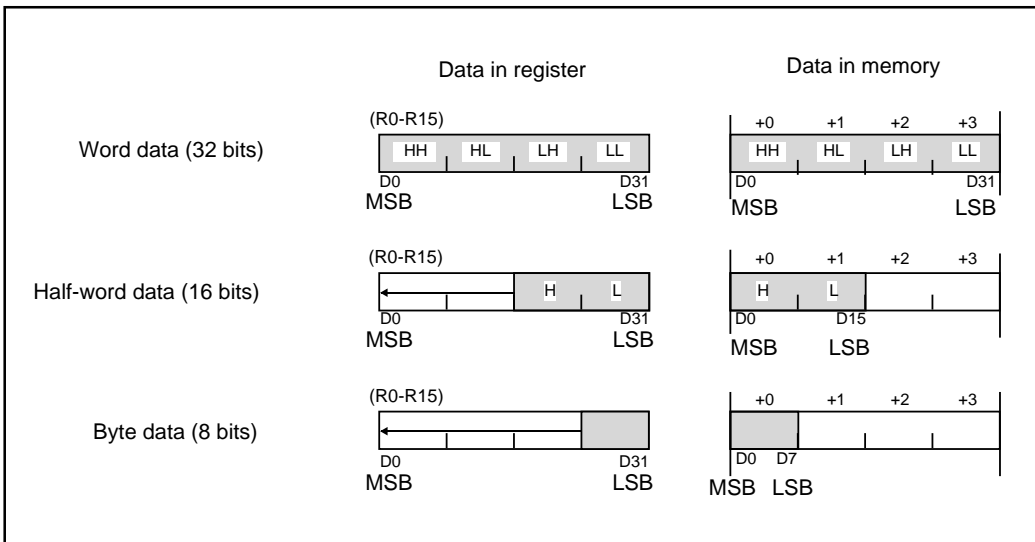 Data in register
Data in memory
Word data (32 bits)
(R0-R15)
HH HL LH LL
D0 D31
MSB LSB
+0 +1 +2 +3
HH HL LH LL
D0 D31
MSB LSB
Half-word data (16 bits)
(R0-R15)
H L
D0 D31
MSB LSB
+0 +1 +2 +3
H L
D0 D15
MSB LSB
Byte data (8 bits)
(R0-R15)
D0 D31
MSB LSB
+0 +1 +2 +3
D0 D7
MSB LSB